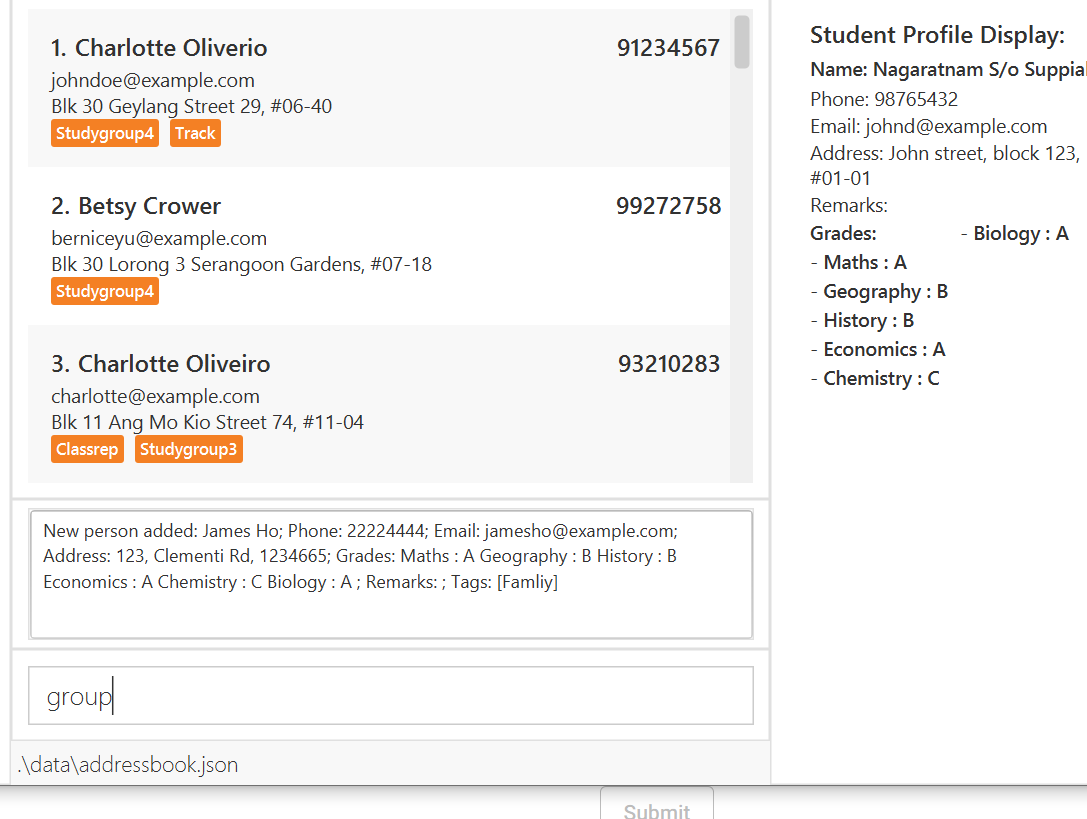 1. Charlotte Oliverio 91234567
johndoe@example.com
Blk 30 Geylang Street 29, #06-40
Studygroup4 Track
2. Betsy Crower 99272758
berniceyu@example.com
Blk 30 Lorong 3 Serangoon Gardens, #07-18
Studygroup4
3. Charlotte Oliveiro 93210283
charlotte@example.com
Blk 11 Ang Mo Kio Street 74, #11-04
Classrep Studygroup3
New person added: James Ho; Phone: 22224444; Email: jamesho@example.com;
Address: 123, Clementi Rd, 1234665; Grades: Maths : A Geography : B History : B
Economics : A Chemistry : C Biology : A ; Remarks: ; Tags: [Famliy]
group
.\data\addressbook.json
Student Profile Display:
Name: Nagaratnam S/o Suppia
Phone: 98765432
Email: johnd@example.com
Address: John street, block 123,
#01-01
Remarks:
Grades: - Biology : A
- Maths : A
- Geography : B
- History : B
- Economics : A
- Chemistry : C
Submit